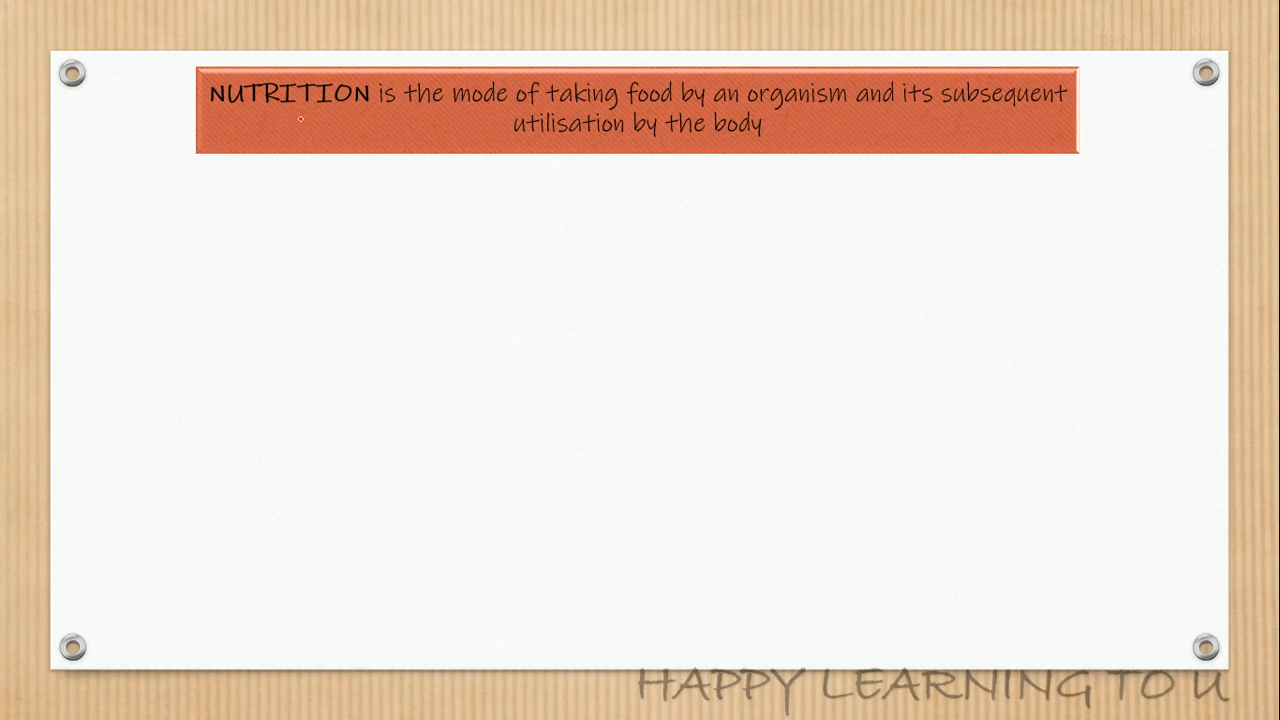 NUTRITION is the mode of taking food by an organism and its subsequent
utilisation by the body
HAPPY LEARNING TO U